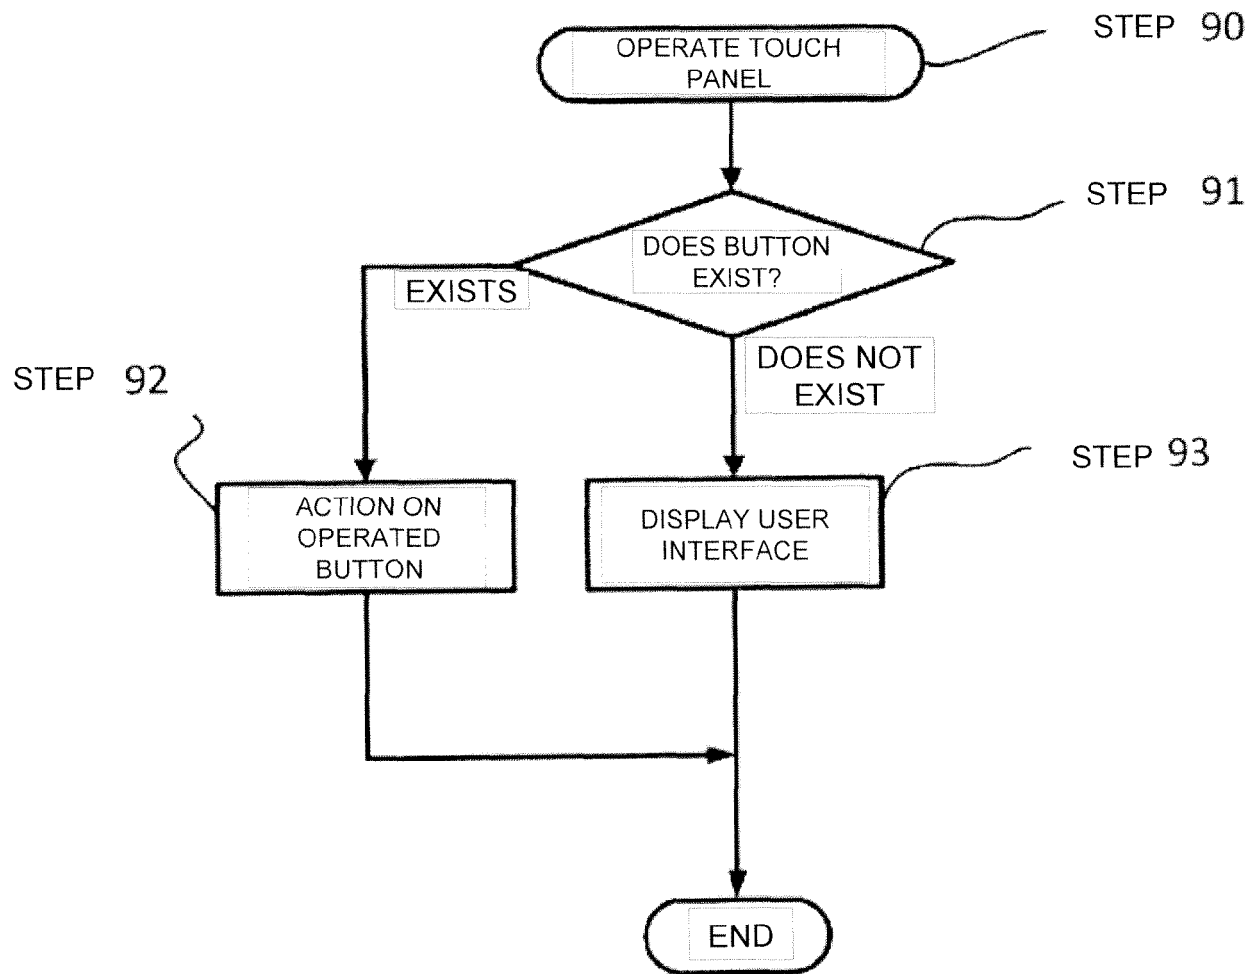 OPERATE TOUCH
PANEL
STEP 90
DOES BUTTON
EXIST?
STEP 91
EXISTS
DOES NOT
EXIST
STEP 92
STEP 93
ACTION ON
OPERATED
BUTTON
DISPLAY USER
INTERFACE
END